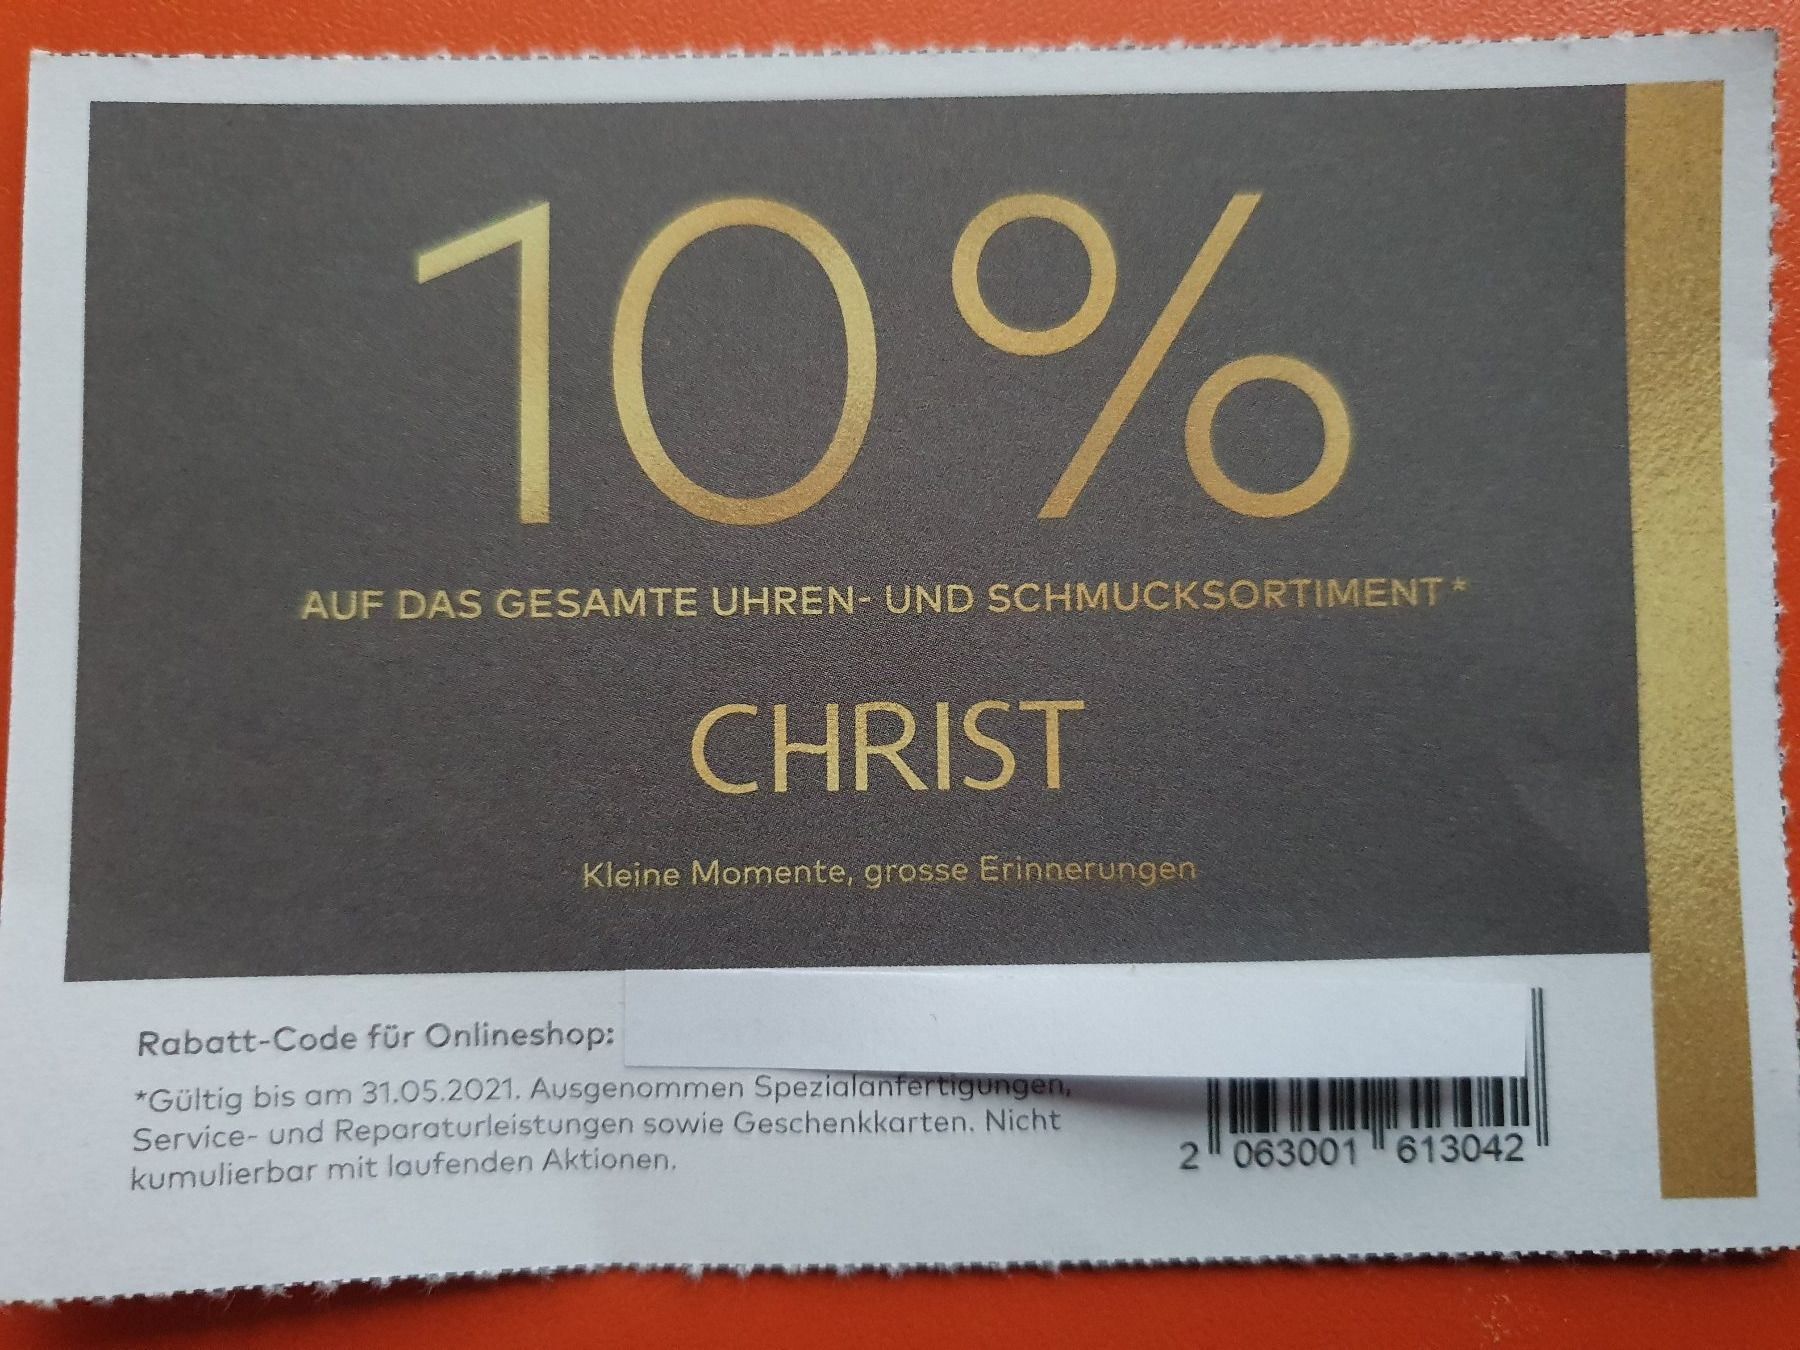 10 %
AUF DAS GESAMTE UHREN- UND SCHMUCKSORTIMENT*
CHRIST
Kleine Momente, grosse Erinnerungen
Rabatt-Code für Onlineshop:
*Gültig bis am 31.05.2021. Ausgenommen Spezialanfertigungen,
Service- und Reparaturleistungen sowie Geschenkkarten. Nicht
kumulierbar mit laufenden Aktionen.
2 063001 613042